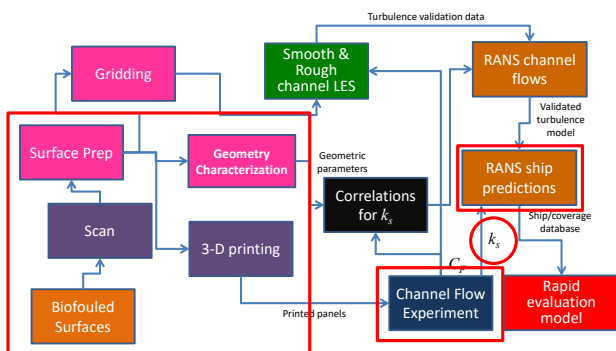 Turbulence validation data
Gridding
Smooth &
Rough
channel LES
RANS channel
flows
Validated
turbulence
model
Surface Prep
Geometry
Characterization
Geometric
parameters
Correlations
for kₛ
RANS ship
predictions
Ship/coverage
database
Scan
3-D printing
kₛ
C_F
Biofouled
Surfaces
Printed panels
Channel Flow
Experiment
Rapid
evaluation
model